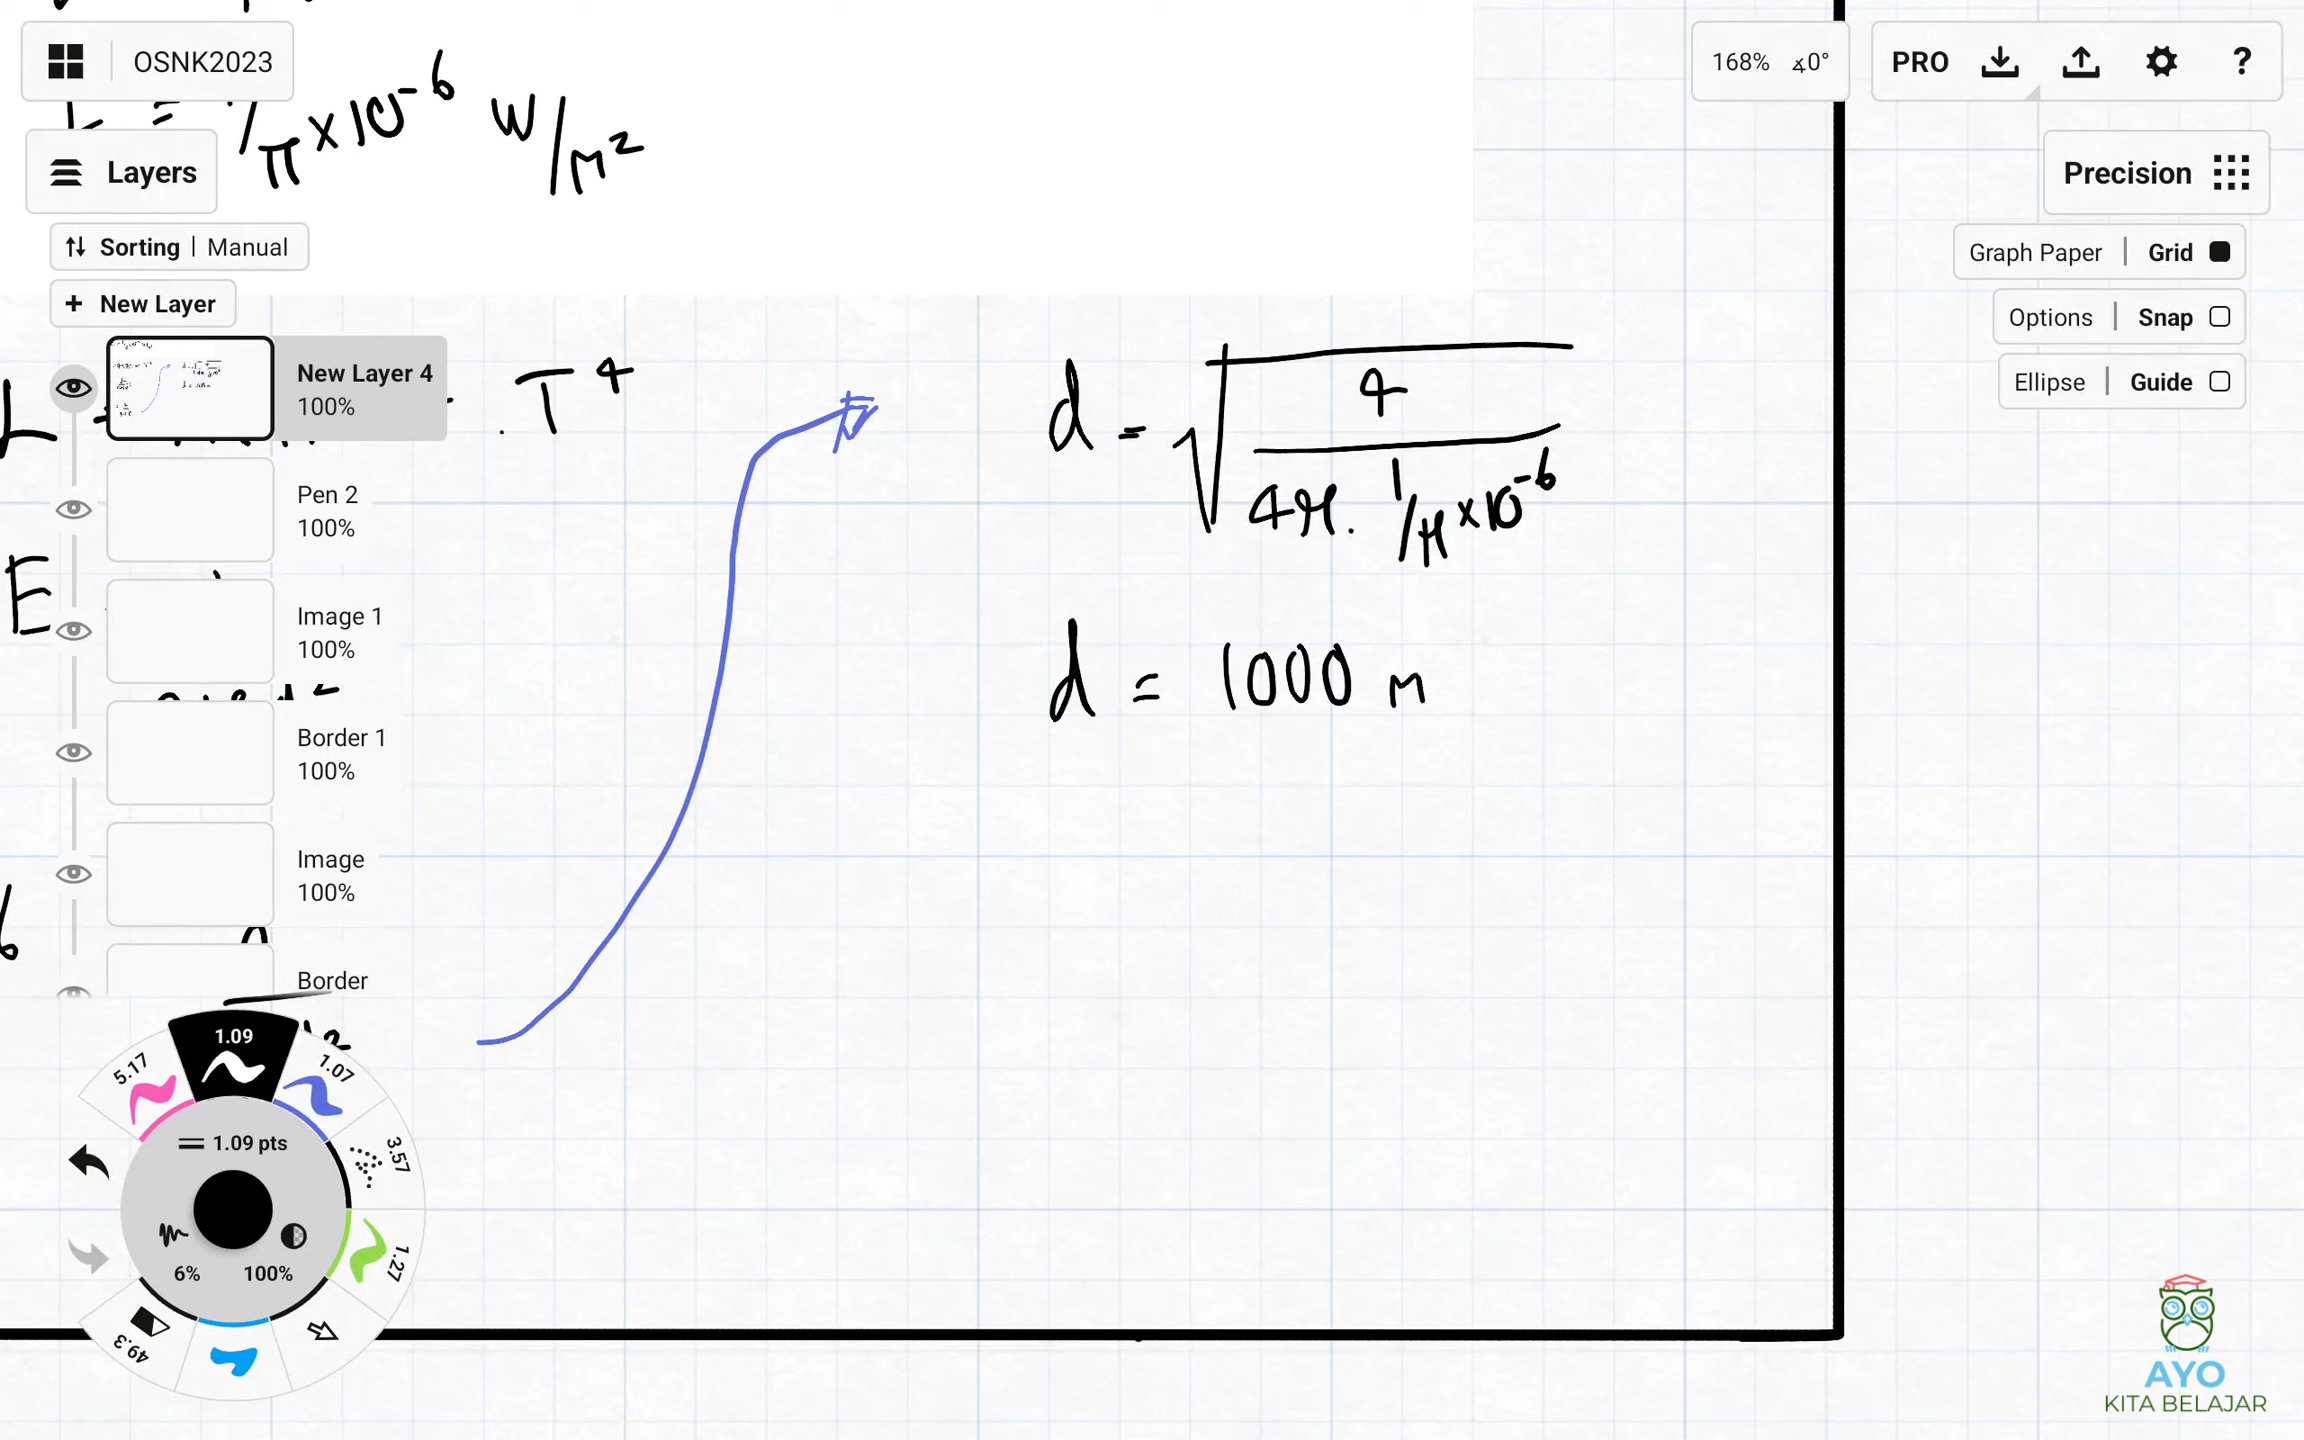 OSNK2023
168% ∡0°
PRO
?
1/π × 10⁻⁶ W/m²
Layers
Precision
Sorting | Manual
Graph Paper | Grid
New Layer
Options | Snap
New Layer 4
100%
Ellipse | Guide
L
. T⁴
d = √(4 / (4π . 1/π × 10⁻⁶))
Pen 2
100%
E
Image 1
100%
d = 1000 m
Border 1
100%
Image
100%
Border
1.09
5.17
1.07
1.09 pts
3.57
1.27
6%
100%
49.3
AYO
KITA BELAJAR